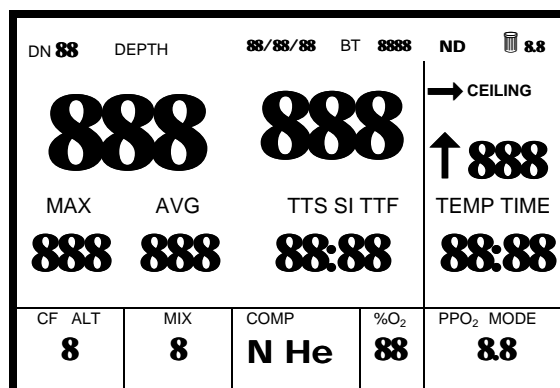 DN 88 DEPTH 88/88/88 BT 8888 ND 8.8
CEILING
888 888 888
MAX AVG TTS SI TTF TEMP TIME
888 888 88:88 88:88
CF ALT MIX COMP %O₂ PPO₂ MODE
8 8 N He 88 8.8